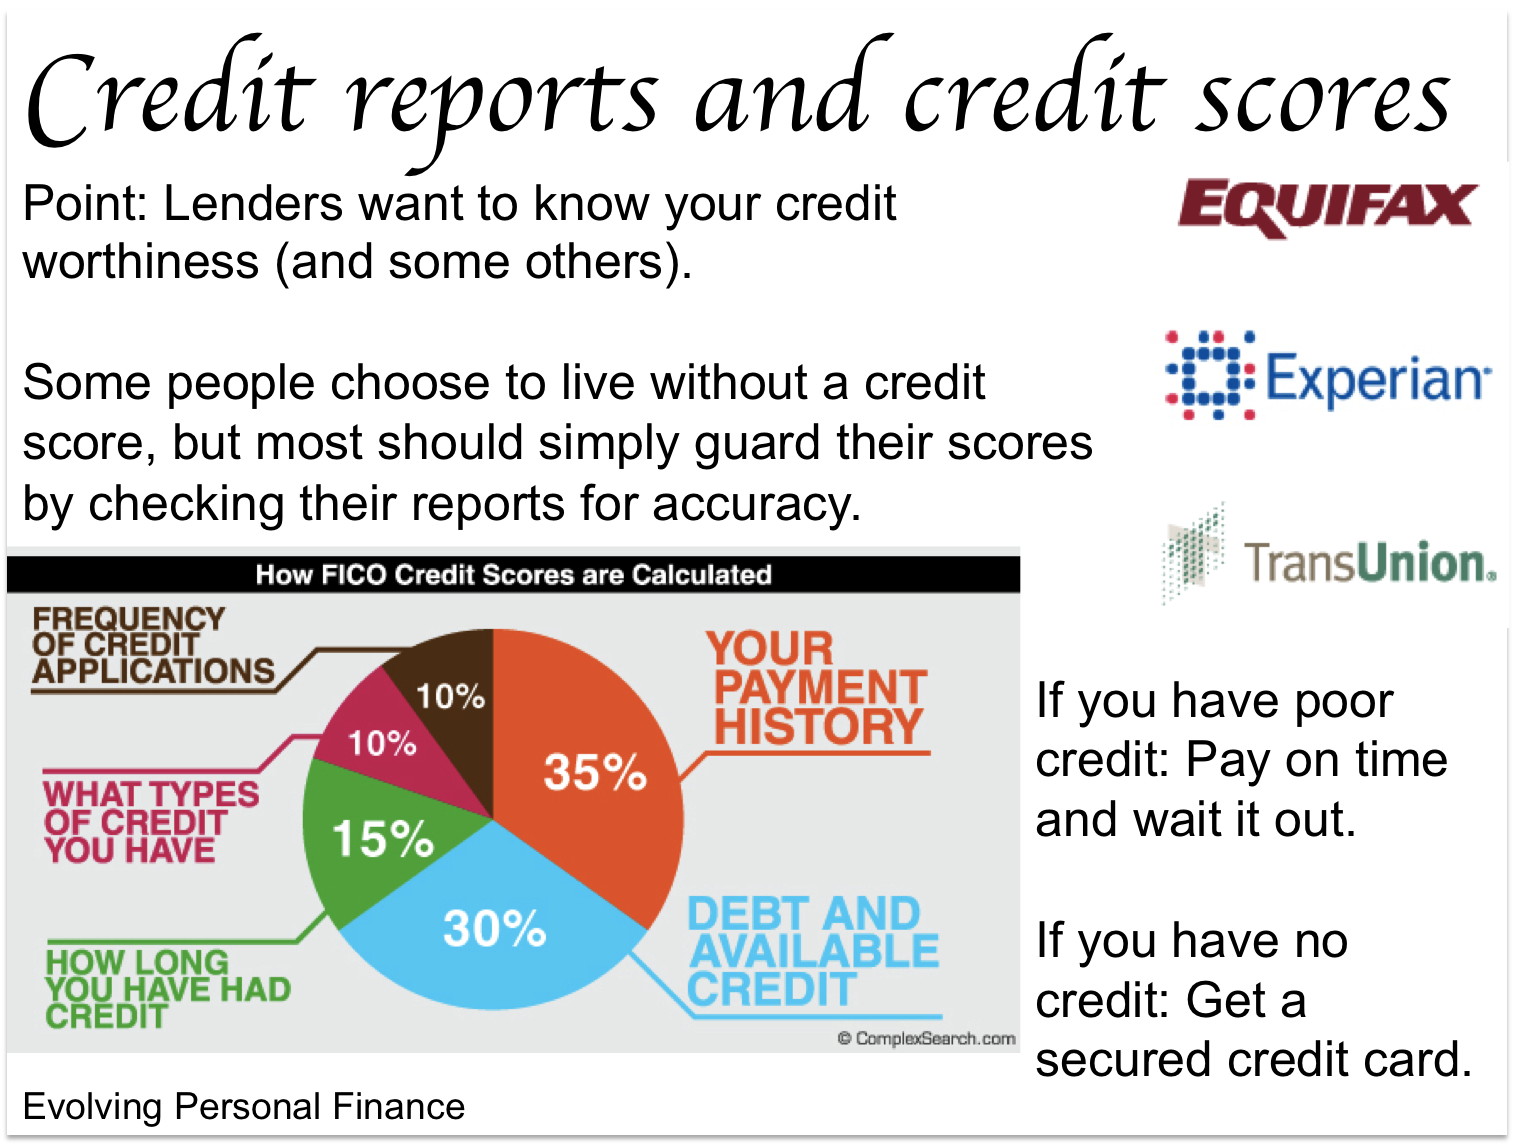 Credit reports and credit scores
Point: Lenders want to know your credit
worthiness (and some others).
Some people choose to live without a credit
score, but most should simply guard their scores
by checking their reports for accuracy.
EQUIFAX
Experian
TransUnion®
How FICO Credit Scores are Calculated
FREQUENCY
OF CREDIT
APPLICATIONS
10%
WHAT TYPES
OF CREDIT
YOU HAVE
10%
HOW LONG
YOU HAVE HAD
CREDIT
15%
YOUR
PAYMENT
HISTORY
35%
DEBT AND
AVAILABLE
CREDIT
30%
© ComplexSearch.com
If you have poor
credit: Pay on time
and wait it out.
If you have no
credit: Get a
secured credit card.
Evolving Personal Finance